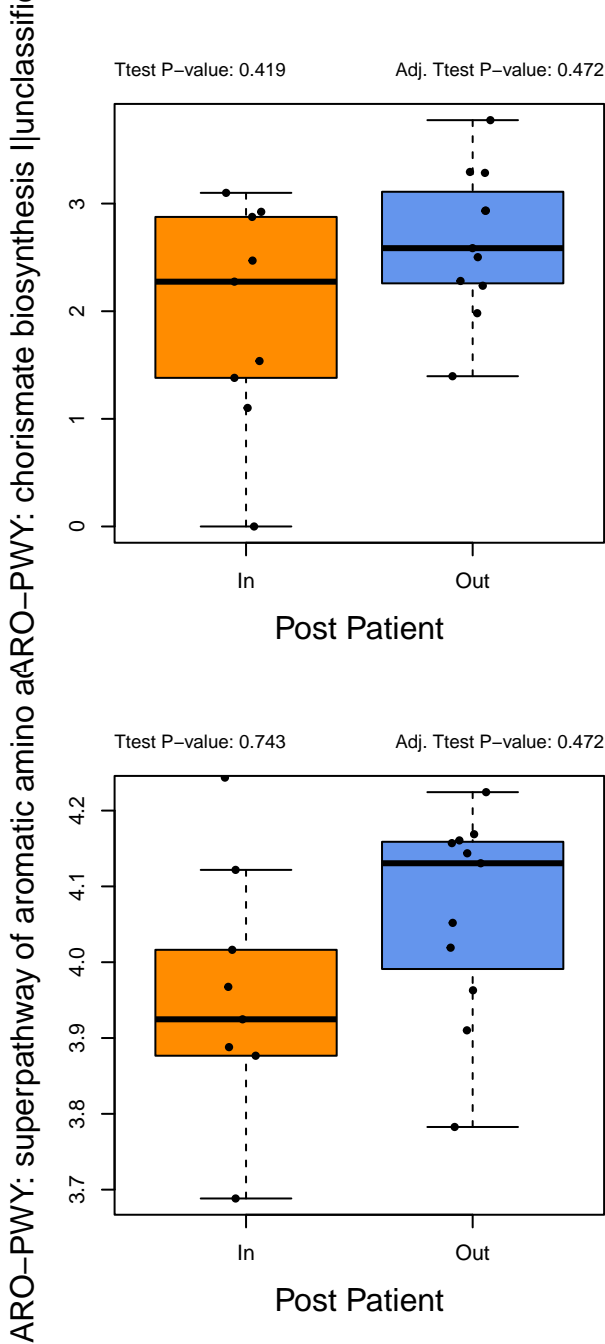 Ttest P−value: 0.419 Adj. Ttest P−value: 0.472
ARO−PWY: chorismate biosynthesis I|unclassific
3
2
1
0
In Out
Post Patient
Ttest P−value: 0.743 Adj. Ttest P−value: 0.472
ARO−PWY: superpathway of aromatic amino a
4.2
4.1
4.0
3.9
3.8
3.7
In Out
Post Patient